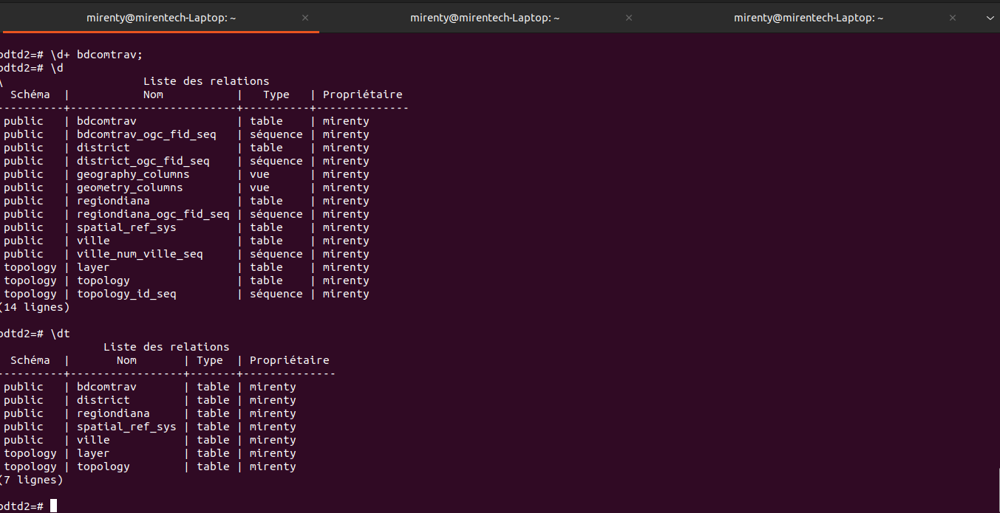 mirenty@mirentech-Laptop: ~ mirenty@mirentech-Laptop: ~ mirenty@mirentech-Laptop: ~
odtd2=# \d+ bdcomtrav;
odtd2=# \d
\ Liste des relations
Schéma | Nom | Type | Propriétaire
----------+-------------------------+----------+--------------
public | bdcomtrav | table | mirenty
public | bdcomtrav_ogc_fid_seq | séquence | mirenty
public | district | table | mirenty
public | district_ogc_fid_seq | séquence | mirenty
public | geography_columns | vue | mirenty
public | geometry_columns | vue | mirenty
public | regiondiana | table | mirenty
public | regiondiana_ogc_fid_seq | séquence | mirenty
public | spatial_ref_sys | table | mirenty
public | ville | table | mirenty
public | ville_num_ville_seq | séquence | mirenty
topology | layer | table | mirenty
topology | topology | table | mirenty
topology | topology_id_seq | séquence | mirenty
(14 lignes)
odtd2=# \dt
Liste des relations
Schéma | Nom | Type | Propriétaire
----------+-----------------+-------+--------------
public | bdcomtrav | table | mirenty
public | district | table | mirenty
public | regiondiana | table | mirenty
public | spatial_ref_sys | table | mirenty
public | ville | table | mirenty
topology | layer | table | mirenty
topology | topology | table | mirenty
(7 lignes)
odtd2=#